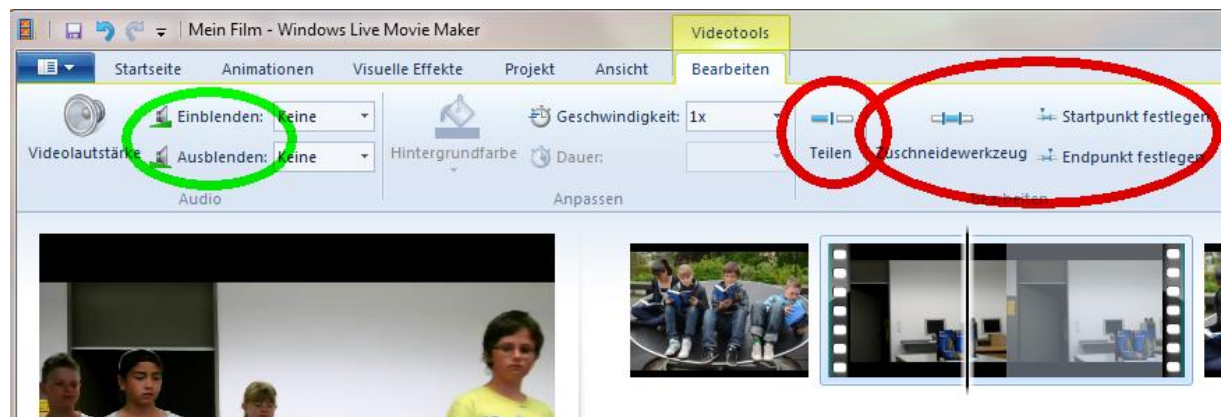 Mein Film - Windows Live Movie Maker
Videotools
Startseite Animationen Visuelle Effekte Projekt Ansicht Bearbeiten
Einblenden: Keine
Geschwindigkeit: 1x
Startpunkt festlegen
Videolautstärke
Ausblenden: Keine
Hintergrundfarbe
Dauer:
Teilen
Zuschneidewerkzeug
Endpunkt festlegen
Audio
Anpassen
Bearbeiten